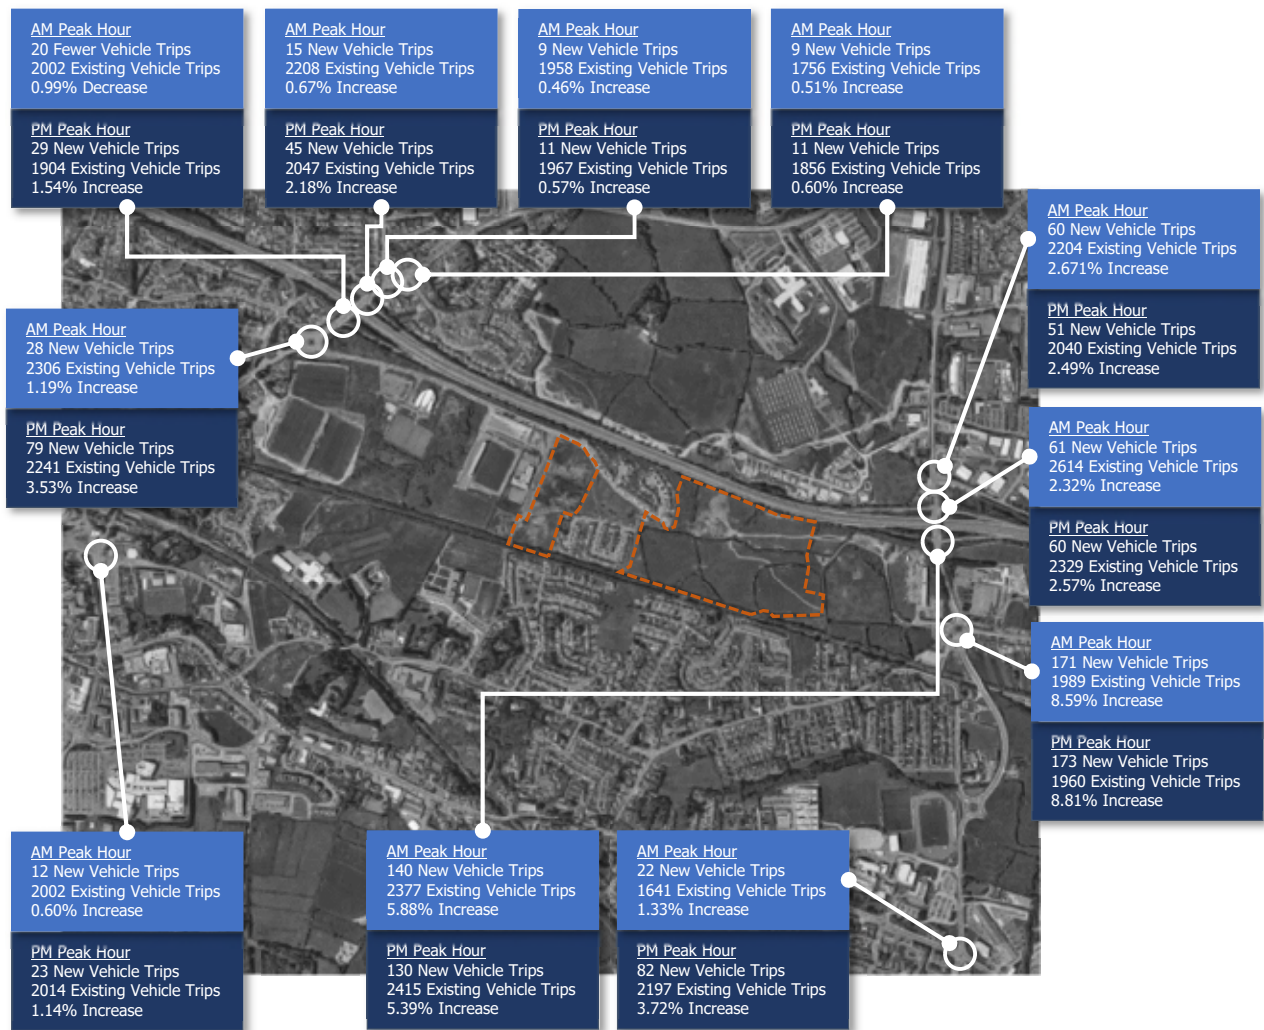 AM Peak Hour
20 Fewer Vehicle Trips
2002 Existing Vehicle Trips
0.99% Decrease
PM Peak Hour
29 New Vehicle Trips
1904 Existing Vehicle Trips
1.54% Increase
AM Peak Hour
15 New Vehicle Trips
2208 Existing Vehicle Trips
0.67% Increase
PM Peak Hour
45 New Vehicle Trips
2047 Existing Vehicle Trips
2.18% Increase
AM Peak Hour
9 New Vehicle Trips
1958 Existing Vehicle Trips
0.46% Increase
PM Peak Hour
11 New Vehicle Trips
1967 Existing Vehicle Trips
0.57% Increase
AM Peak Hour
9 New Vehicle Trips
1756 Existing Vehicle Trips
0.51% Increase
PM Peak Hour
11 New Vehicle Trips
1856 Existing Vehicle Trips
0.60% Increase
AM Peak Hour
60 New Vehicle Trips
2204 Existing Vehicle Trips
2.671% Increase
PM Peak Hour
51 New Vehicle Trips
2040 Existing Vehicle Trips
2.49% Increase
AM Peak Hour
28 New Vehicle Trips
2306 Existing Vehicle Trips
1.19% Increase
PM Peak Hour
79 New Vehicle Trips
2241 Existing Vehicle Trips
3.53% Increase
AM Peak Hour
61 New Vehicle Trips
2614 Existing Vehicle Trips
2.32% Increase
PM Peak Hour
60 New Vehicle Trips
2329 Existing Vehicle Trips
2.57% Increase
AM Peak Hour
171 New Vehicle Trips
1989 Existing Vehicle Trips
8.59% Increase
PM Peak Hour
173 New Vehicle Trips
1960 Existing Vehicle Trips
8.81% Increase
AM Peak Hour
12 New Vehicle Trips
2002 Existing Vehicle Trips
0.60% Increase
PM Peak Hour
23 New Vehicle Trips
2014 Existing Vehicle Trips
1.14% Increase
AM Peak Hour
140 New Vehicle Trips
2377 Existing Vehicle Trips
5.88% Increase
PM Peak Hour
130 New Vehicle Trips
2415 Existing Vehicle Trips
5.39% Increase
AM Peak Hour
22 New Vehicle Trips
1641 Existing Vehicle Trips
1.33% Increase
PM Peak Hour
82 New Vehicle Trips
2197 Existing Vehicle Trips
3.72% Increase